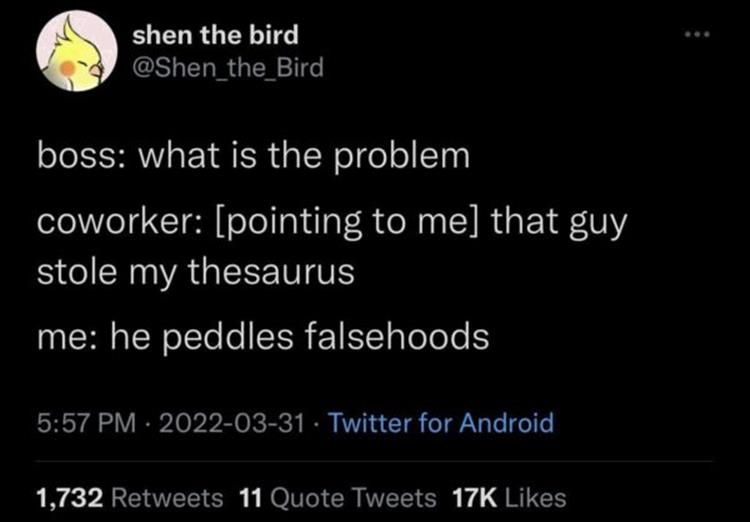 shen the bird
@Shen_the_Bird
boss: what is the problem
coworker: [pointing to me] that guy
stole my thesaurus
me: he peddles falsehoods
5:57 PM · 2022-03-31 · Twitter for Android
1,732 Retweets 11 Quote Tweets 17K Likes